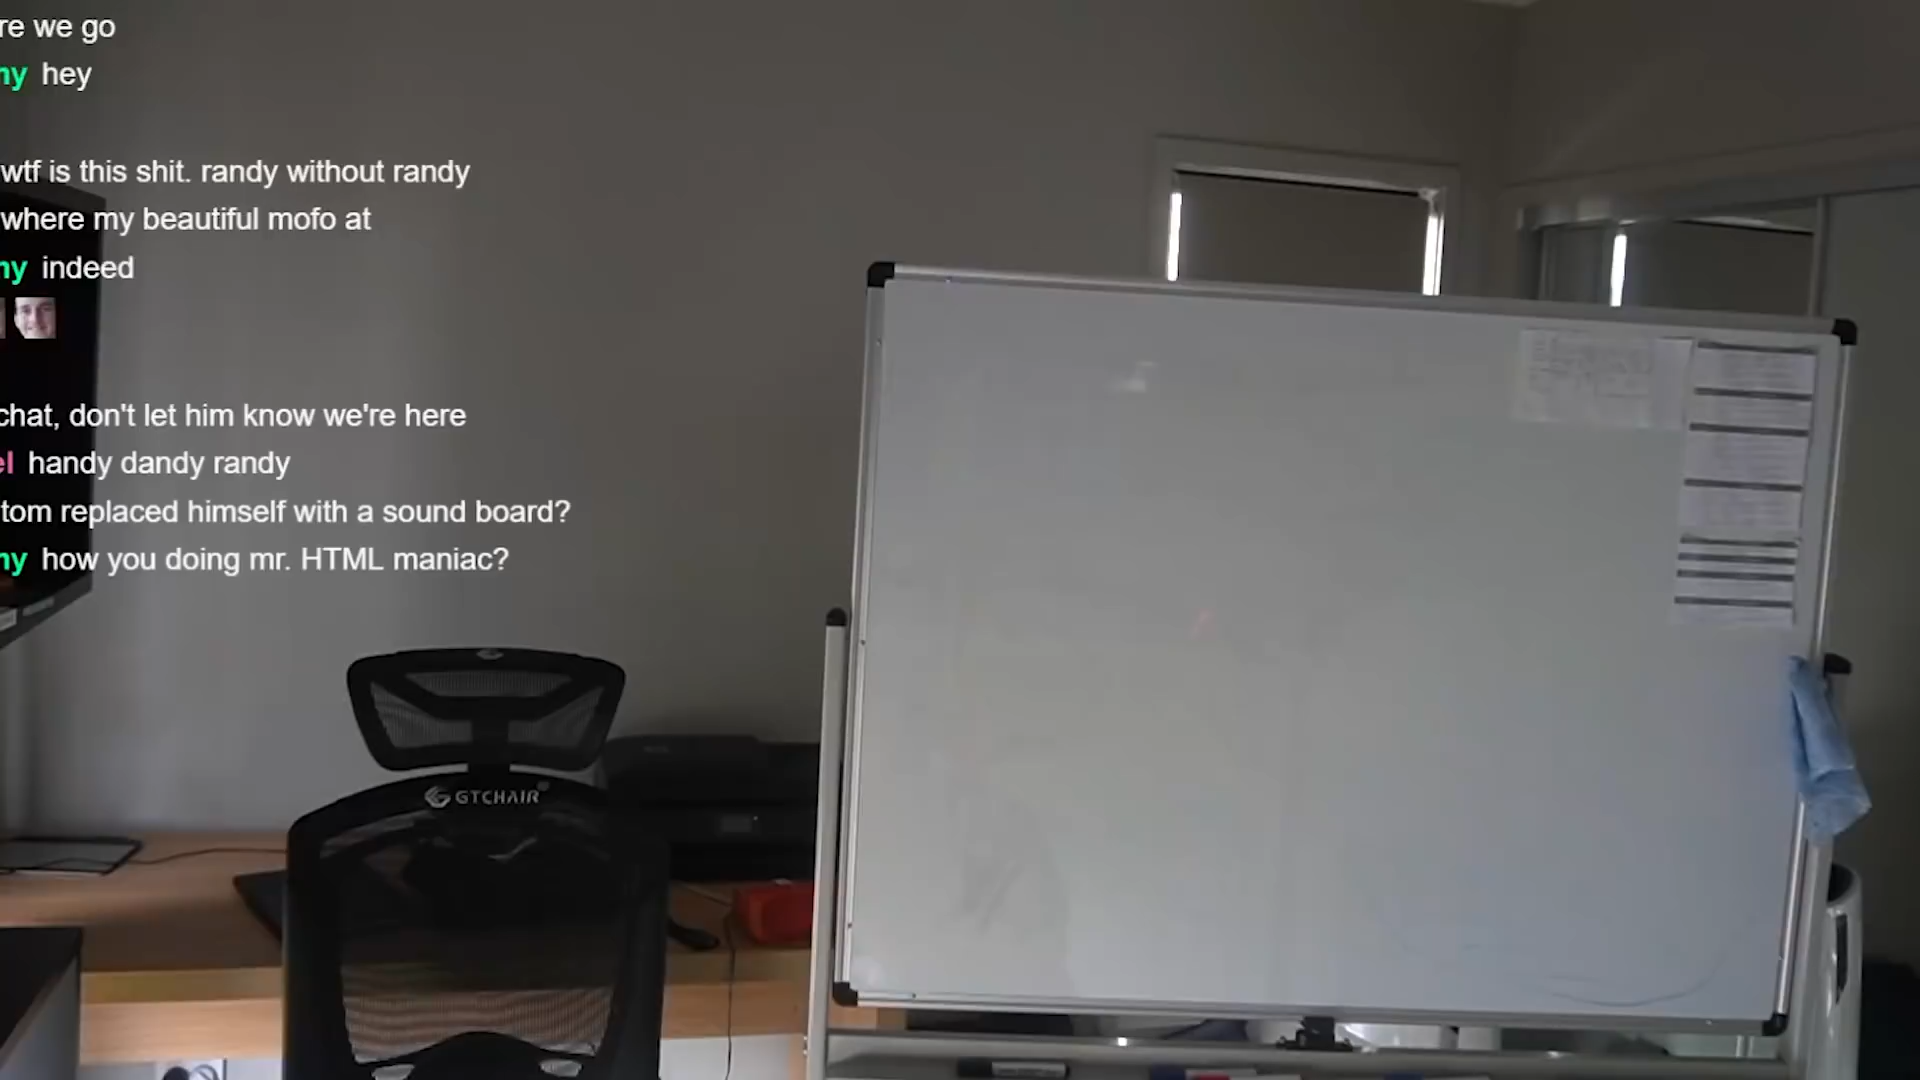 re we go
ny hey
wtf is this shit. randy without randy
where my beautiful mofo at
ny indeed
chat, don't let him know we're here
el handy dandy randy
tom replaced himself with a sound board?
ny how you doing mr. HTML maniac?
GTCHAIR